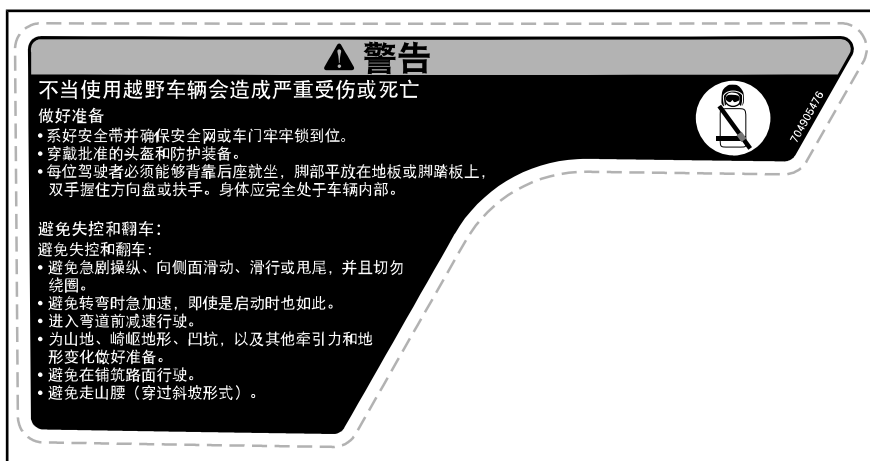 警告
不当使用越野车辆会造成严重受伤或死亡
做好准备
• 系好安全带并确保安全网或车门牢牢锁到位。
• 穿戴批准的头盔和防护装备。
• 每位驾驶者必须能够背靠后座就坐，脚部平放在地板或脚踏板上，
双手握住方向盘或扶手。身体应完全处于车辆内部。
避免失控和翻车：
避免失控和翻车：
• 避免急剧操纵、向侧面滑动、滑行或甩尾，并且切勿
绕圈。
• 避免转弯时急加速，即使是启动时也如此。
• 进入弯道前减速行驶。
• 为山地、崎岖地形、凹坑，以及其他牵引力和地
形变化做好准备。
• 避免在铺筑路面行驶。
• 避免走山腰（穿过斜坡形式）。
704905476